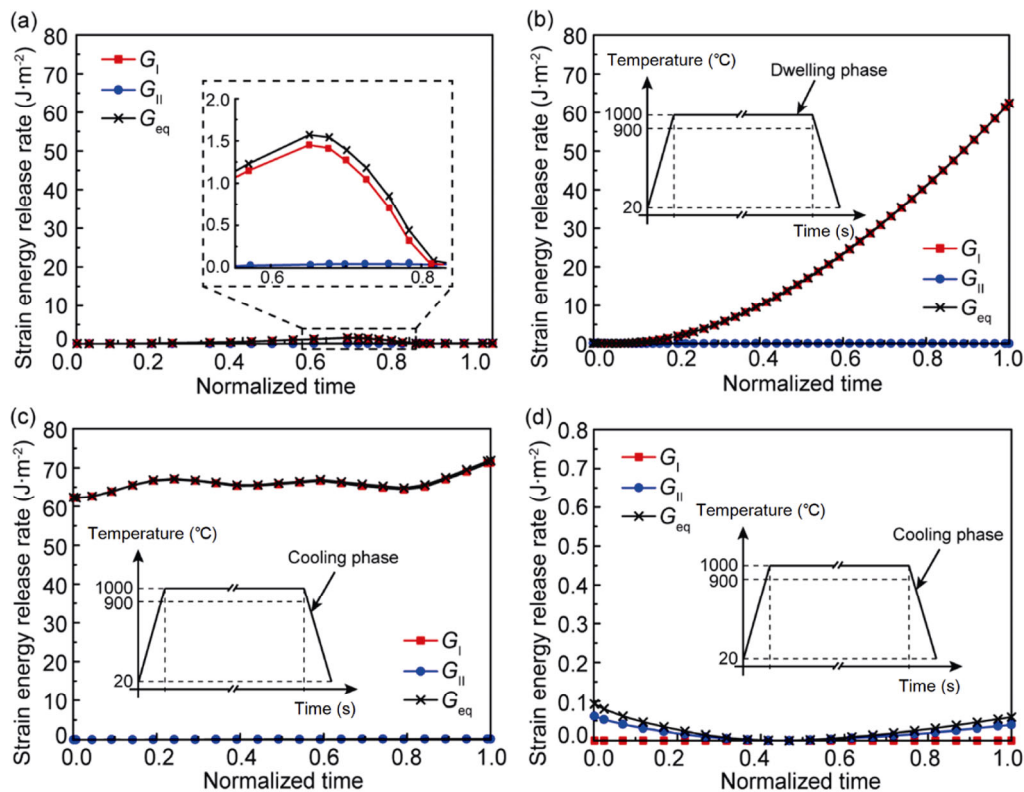 (a)
Strain energy release rate (J·m⁻²)
80
70
60
50
40
30
20
10
0
G_I
G_II
G_eq
2.0
1.5
1.0
0.5
0.0
0.6
0.8
0.0 0.2 0.4 0.6 0.8 1.0
Normalized time
(b)
Strain energy release rate (J·m⁻²)
80
70
60
50
40
30
20
10
0
Temperature (℃)
Dwelling phase
1000
900
20
Time (s)
G_I
G_II
G_eq
0.0 0.2 0.4 0.6 0.8 1.0
Normalized time
(c)
Strain energy release rate (J·m⁻²)
80
70
60
50
40
30
20
10
0
Temperature (℃)
Cooling phase
1000
900
20
Time (s)
G_I
G_II
G_eq
0.0 0.2 0.4 0.6 0.8 1.0
Normalized time
(d)
Strain energy release rate (J·m⁻²)
0.8
0.7
0.6
0.5
0.4
0.3
0.2
0.1
0.0
G_I
G_II
G_eq
Temperature (℃)
Cooling phase
1000
900
20
Time (s)
0.0 0.2 0.4 0.6 0.8 1.0
Normalized time